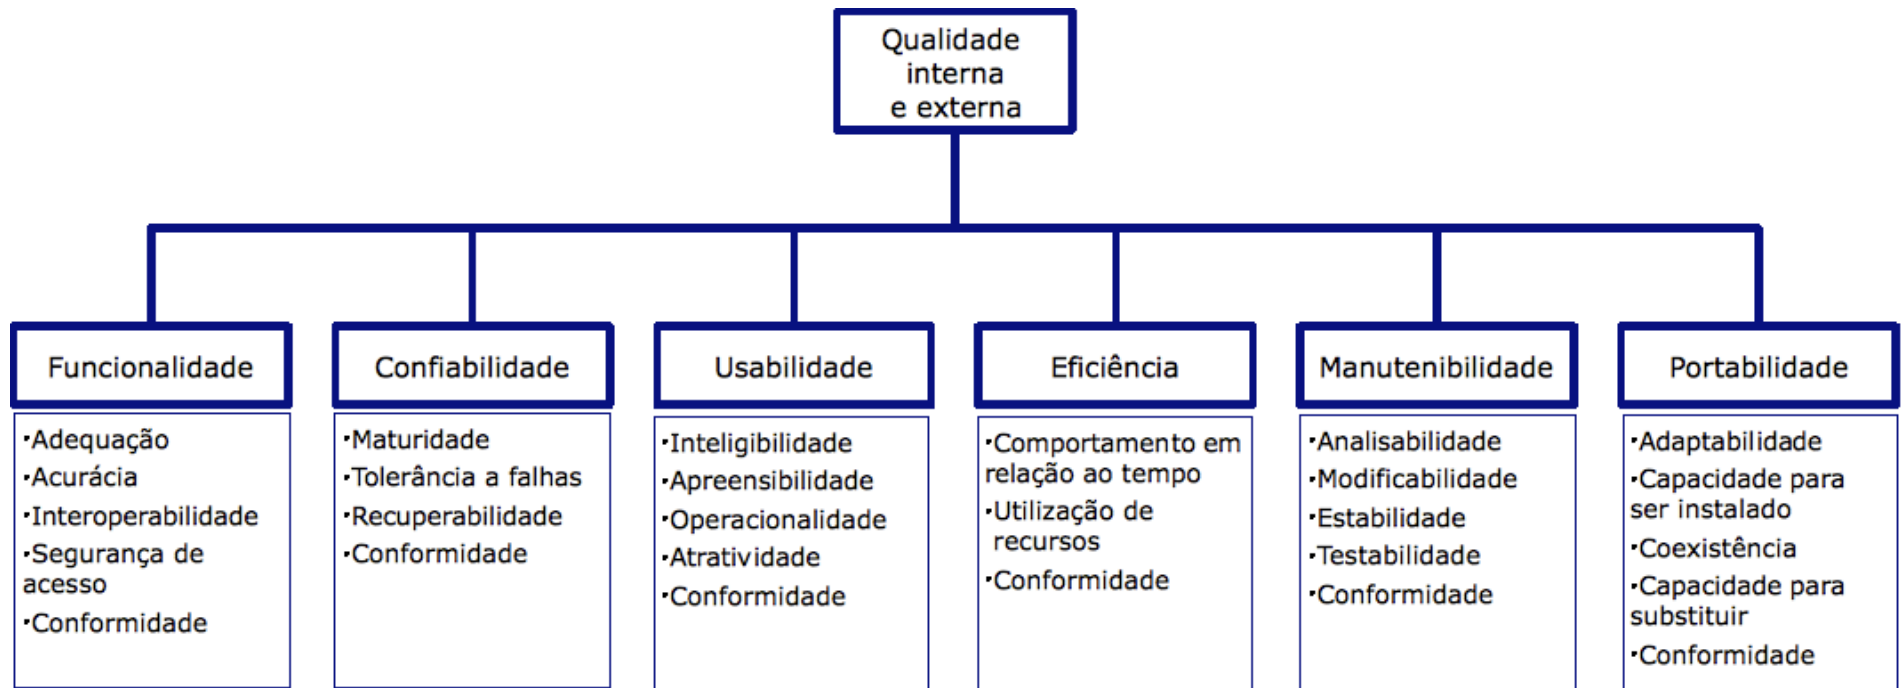 Qualidade
interna
e externa
Funcionalidade
·Adequação
·Acurácia
·Interoperabilidade
·Segurança de
acesso
·Conformidade
Confiabilidade
·Maturidade
·Tolerância a falhas
·Recuperabilidade
·Conformidade
Usabilidade
·Inteligibilidade
·Apreensibilidade
·Operacionalidade
·Atratividade
·Conformidade
Eficiência
·Comportamento em
relação ao tempo
·Utilização de
recursos
·Conformidade
Manutenibilidade
·Analisabilidade
·Modificabilidade
·Estabilidade
·Testabilidade
·Conformidade
Portabilidade
·Adaptabilidade
·Capacidade para
ser instalado
·Coexistência
·Capacidade para
substituir
·Conformidade